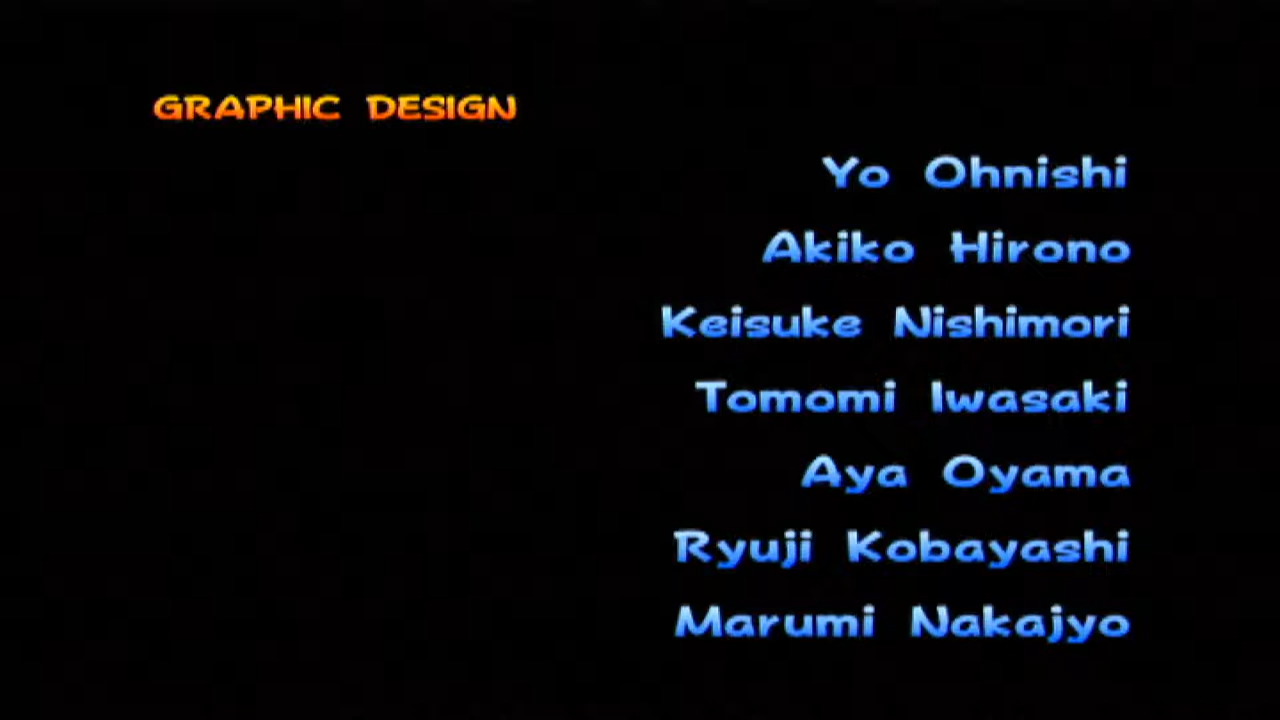 GRAPHIC DESIGN
Yo Ohnishi
Akiko Hirono
Keisuke Nishimori
Tomomi Iwasaki
Aya Oyama
Ryuji Kobayashi
Marumi Nakajyo